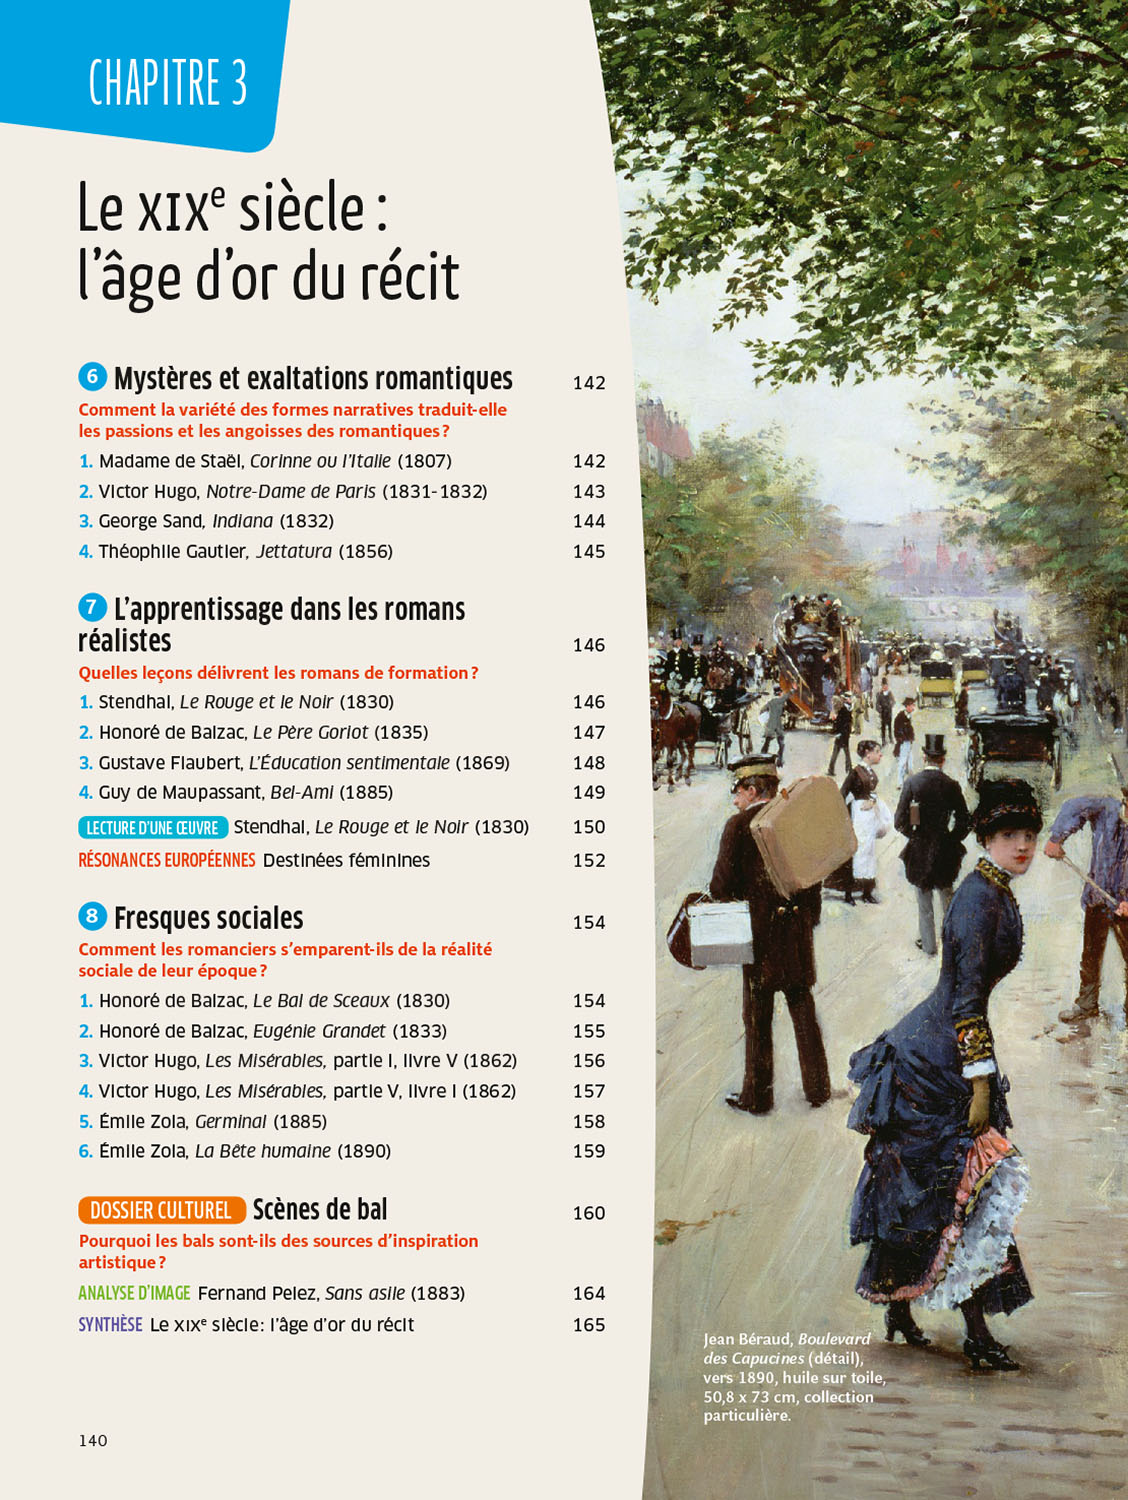 CHAPITRE 3
Le XIXe siècle :
l'âge d'or du récit
6 Mystères et exaltations romantiques 142
Comment la variété des formes narratives traduit-elle
les passions et les angoisses des romantiques ?
1. Madame de Staël, Corinne ou l'Italie (1807) 142
2. Victor Hugo, Notre-Dame de Paris (1831-1832) 143
3. George Sand, Indiana (1832) 144
4. Théophile Gautier, Jettatura (1856) 145
7 L'apprentissage dans les romans
réalistes 146
Quelles leçons délivrent les romans de formation ?
1. Stendhal, Le Rouge et le Noir (1830) 146
2. Honoré de Balzac, Le Père Goriot (1835) 147
3. Gustave Flaubert, L'Éducation sentimentale (1869) 148
4. Guy de Maupassant, Bel-Ami (1885) 149
LECTURE D'UNE ŒUVRE Stendhal, Le Rouge et le Noir (1830) 150
RÉSONANCES EUROPÉENNES Destinées féminines 152
8 Fresques sociales 154
Comment les romanciers s'emparent-ils de la réalité
sociale de leur époque ?
1. Honoré de Balzac, Le Bal de Sceaux (1830) 154
2. Honoré de Balzac, Eugénie Grandet (1833) 155
3. Victor Hugo, Les Misérables, partie I, livre V (1862) 156
4. Victor Hugo, Les Misérables, partie V, livre I (1862) 157
5. Émile Zola, Germinal (1885) 158
6. Émile Zola, La Bête humaine (1890) 159
DOSSIER CULTUREL Scènes de bal 160
Pourquoi les bals sont-ils des sources d'inspiration
artistique ?
ANALYSE D'IMAGE Fernand Pelez, Sans asile (1883) 164
SYNTHÈSE Le XIXe siècle : l'âge d'or du récit 165
Jean Béraud, Boulevard
des Capucines (détail),
vers 1890, huile sur toile,
50,8 x 73 cm, collection
particulière.
140